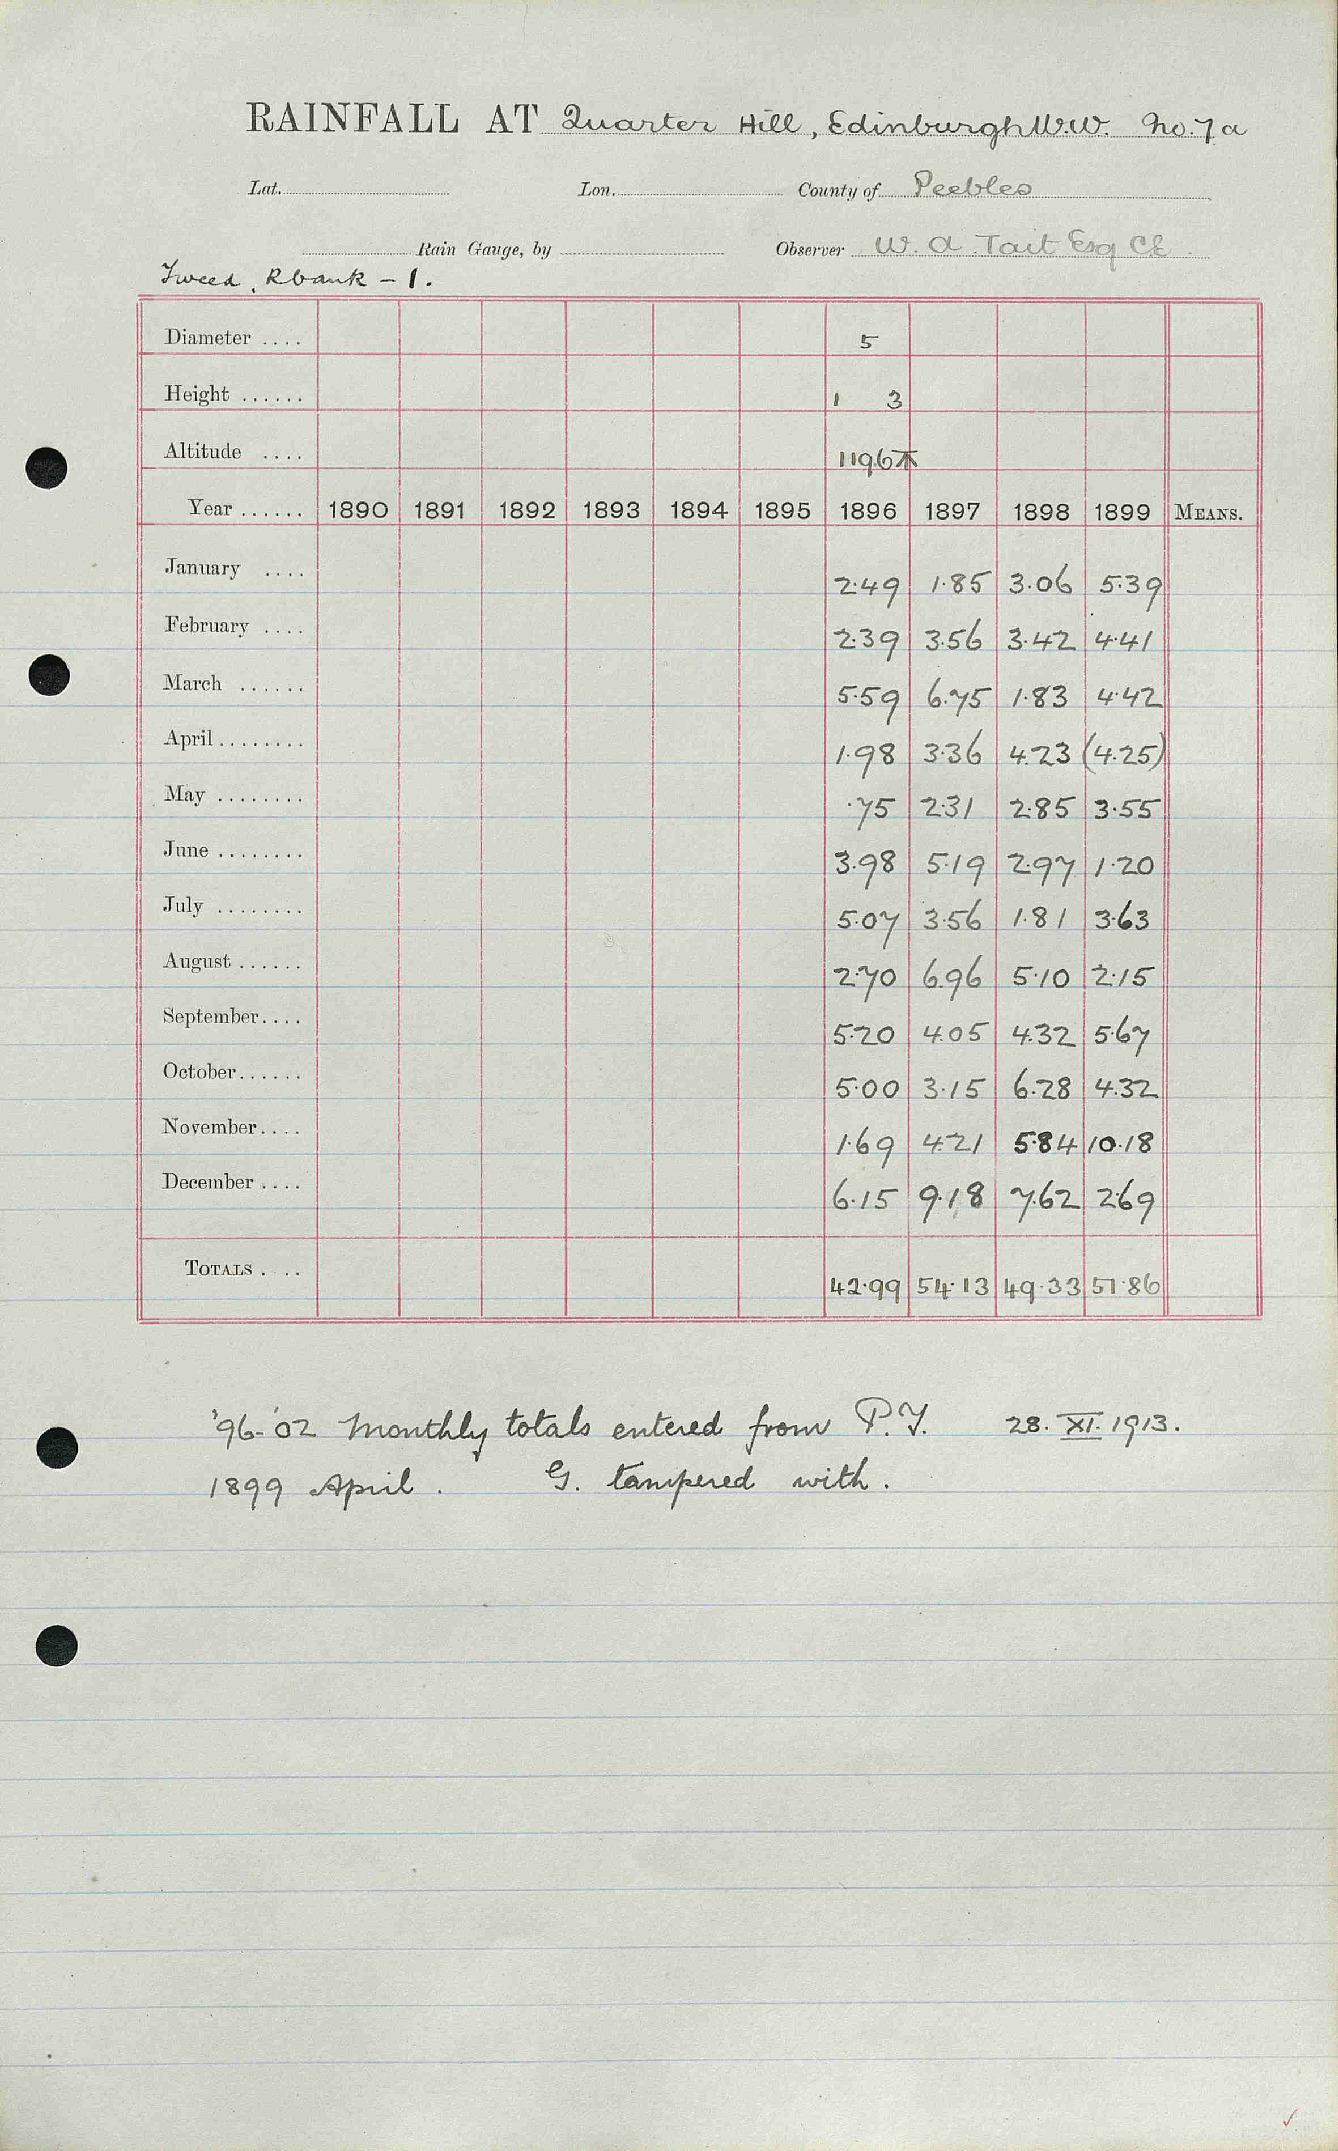 RAINFALL AT Quarter Hill, Edinburgh W.W. No. 7a
Lat. Lon. County of Peebles
Rain Gauge, by Observer W. A. Tait Esq CE.
Tweed, Rbank - 1.
Diameter .... 5
Height ...... 1 3
Altitude .... 1196
Year ...... 1890 1891 1892 1893 1894 1895 1896 1897 1898 1899 MEANS.
January .... 2.49 1.85 3.06 5.39
February .... 2.39 3.56 3.42 4.41
March ...... 5.59 6.75 1.83 4.42
April ........ 1.98 3.36 4.23 (4.25)
May ........ .75 2.31 2.85 3.55
June ........ 3.98 5.19 2.97 1.20
July ........ 5.07 3.56 1.81 3.63
August ...... 2.70 6.96 5.10 2.15
September .... 5.20 4.05 4.32 5.67
October ...... 5.00 3.15 6.28 4.32
November .... 1.69 4.21 5.84 10.18
December .... 6.15 9.18 7.62 2.69
TOTALS .... 42.99 54.13 49.33 51.86
'96-'02 Monthly totals entered from P.Y. 28. XI. 1913.
1899 April. G. tampered with.